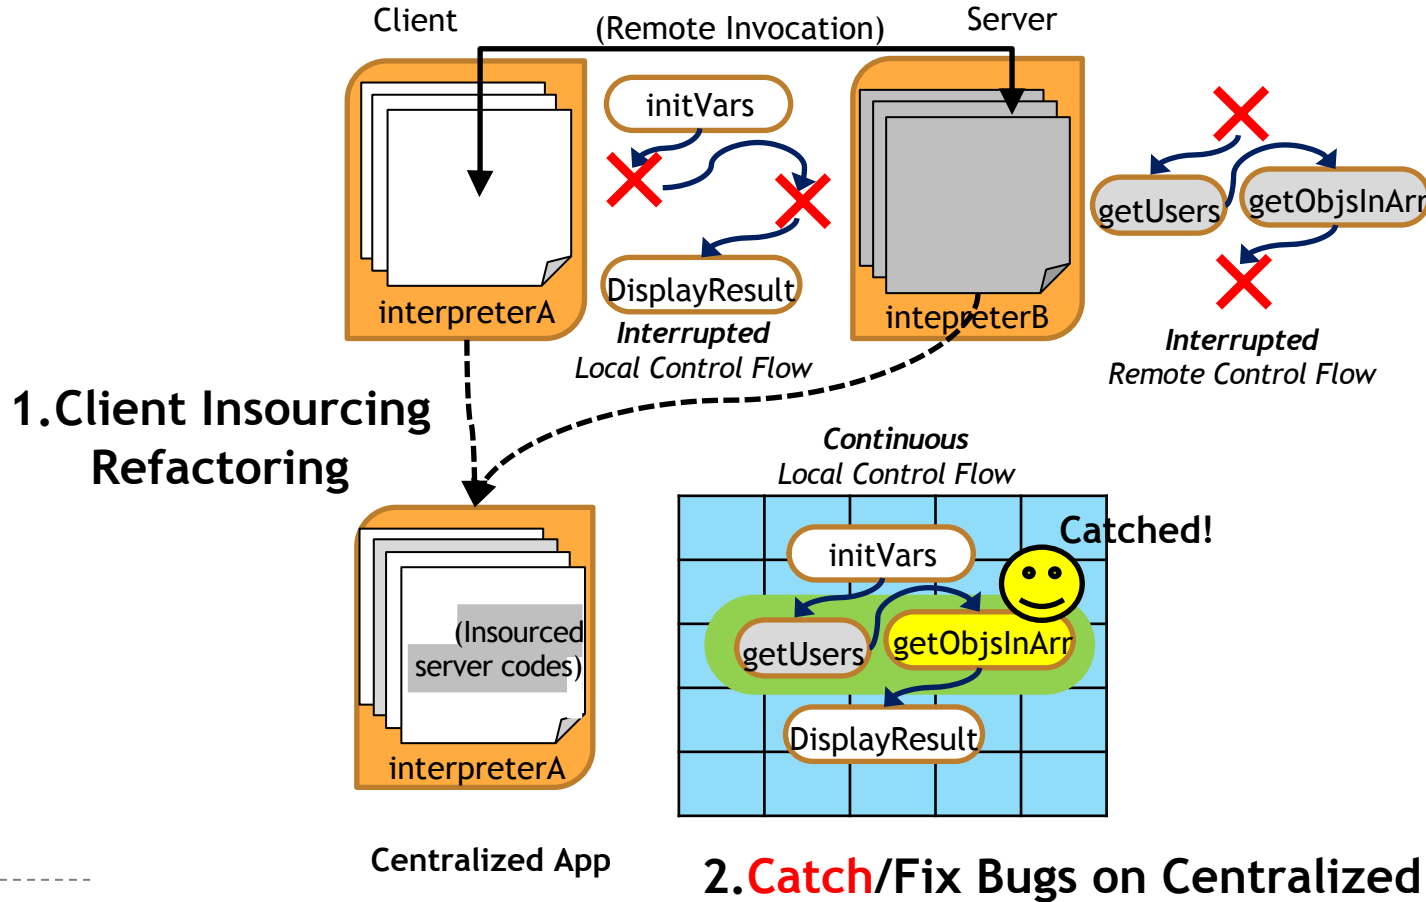 Client
(Remote Invocation)
Server
initVars
DisplayResult
interpreterA
Interrupted
Local Control Flow
intepreterB
getUsers
getObjsInArr
Interrupted
Remote Control Flow
1.Client Insourcing
Refactoring
Continuous
Local Control Flow
Catched!
initVars
getUsers
getObjsInArr
DisplayResult
(Insourced
server codes)
interpreterA
Centralized App
2.Catch/Fix Bugs on Centralized